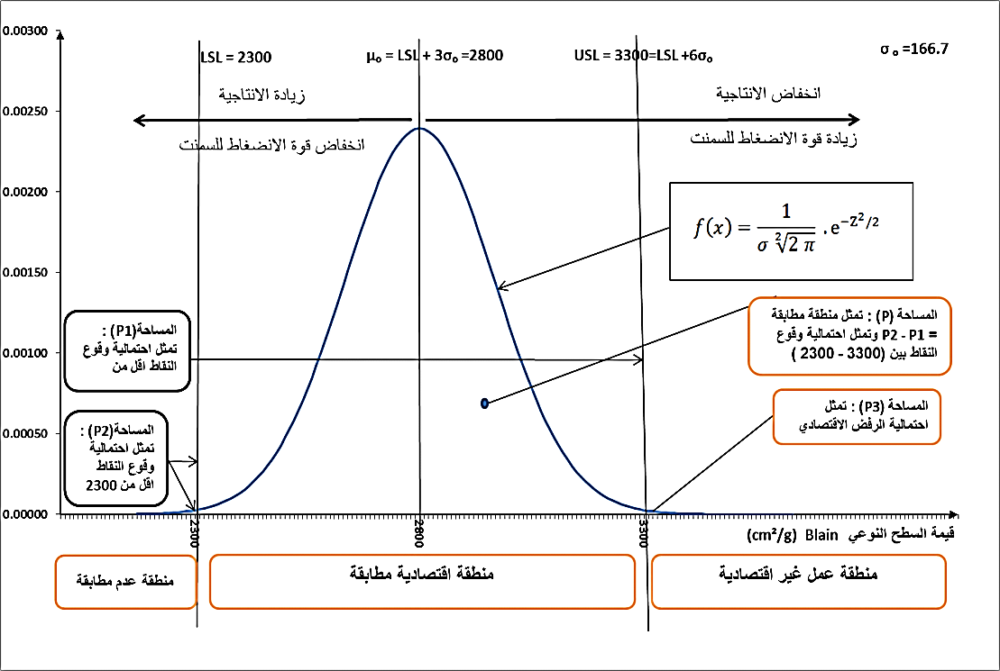 0.00300
LSL = 2300
µₒ = LSL + 3σₒ =2800
USL = 3300=LSL +6σₒ
σ ₒ =166.7
زيادة الانتاجية
انخفاض الانتاجية
0.00250
انخفاض قوة الانضغاط للسمنت
زيادة قوة الانضغاط للسمنت
0.00200
f(x) = 1 / σ ²√2 π . e^−Z²/2
0.00150
المساحة(P1) :
تمثل احتمالية وقوع
النقاط اقل من
المساحة (P) : تمثل منطقة مطابقة
= P2 - P1 وتمثل احتمالية وقوع
النقاط بين (3300 - 2300 )
0.00100
المساحة (P3) : تمثل
احتمالية الرفض الاقتصادي
المساحة(P2) :
تمثل احتمالية
وقوع النقاط
اقل من 2300
0.00050
0.00000
2300
2800
3300
قيمة السطح النوعي Blain (cm²/g)
منطقة عدم مطابقة
منطقة اقتصادية مطابقة
منطقة عمل غير اقتصادية